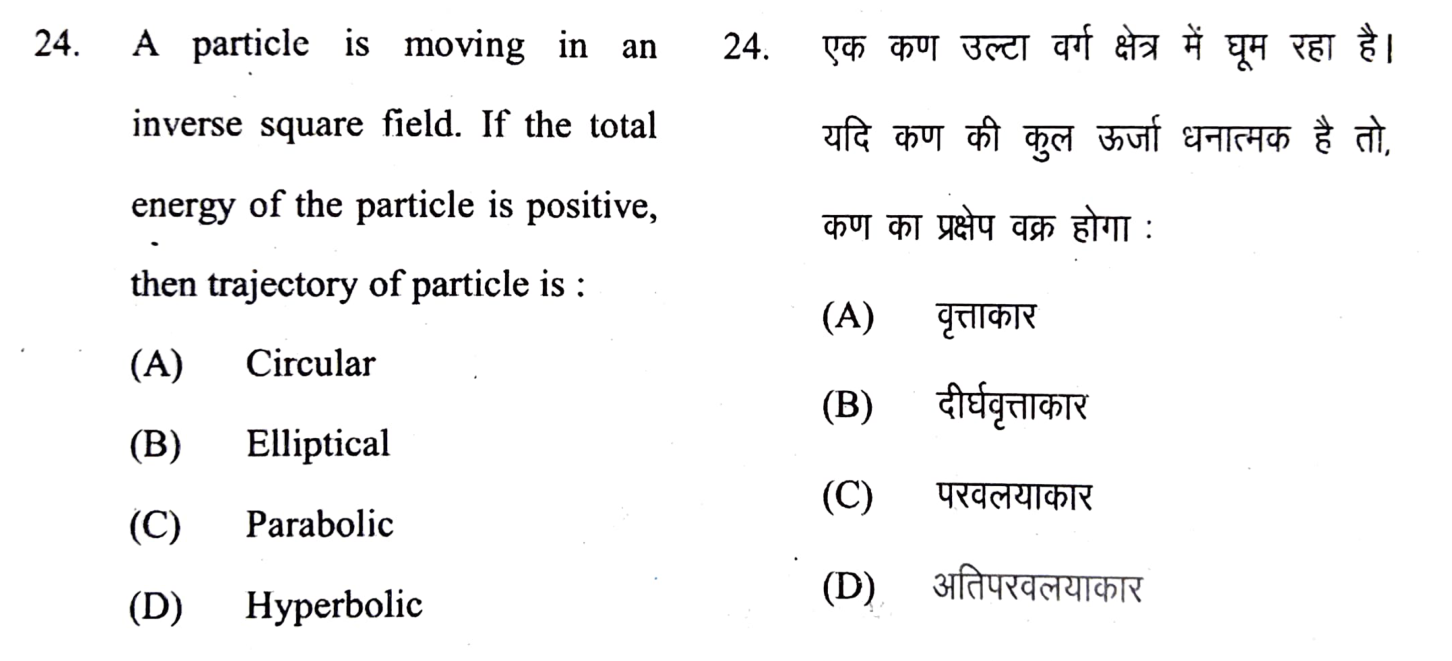 24. A particle is moving in an
inverse square field. If the total
energy of the particle is positive,
then trajectory of particle is :
(A) Circular
(B) Elliptical
(C) Parabolic
(D) Hyperbolic
24. एक कण उल्टा वर्ग क्षेत्र में घूम रहा है।
यदि कण की कुल ऊर्जा धनात्मक है तो,
कण का प्रक्षेप वक्र होगा :
(A) वृत्ताकार
(B) दीर्घवृत्ताकार
(C) परवलयाकार
(D) अतिपरवलयाकार